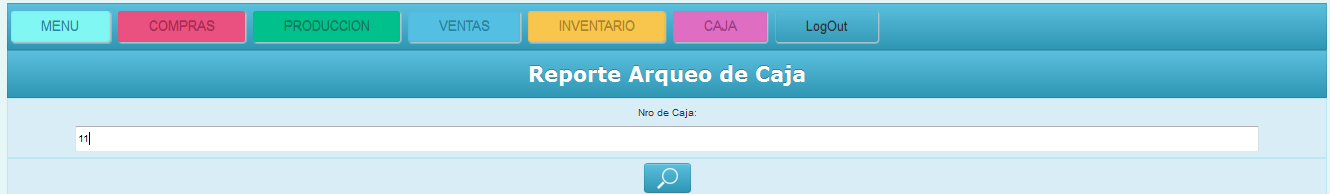 MENU COMPRAS PRODUCCION VENTAS INVENTARIO CAJA LogOut
Reporte Arqueo de Caja
Nro de Caja:
11